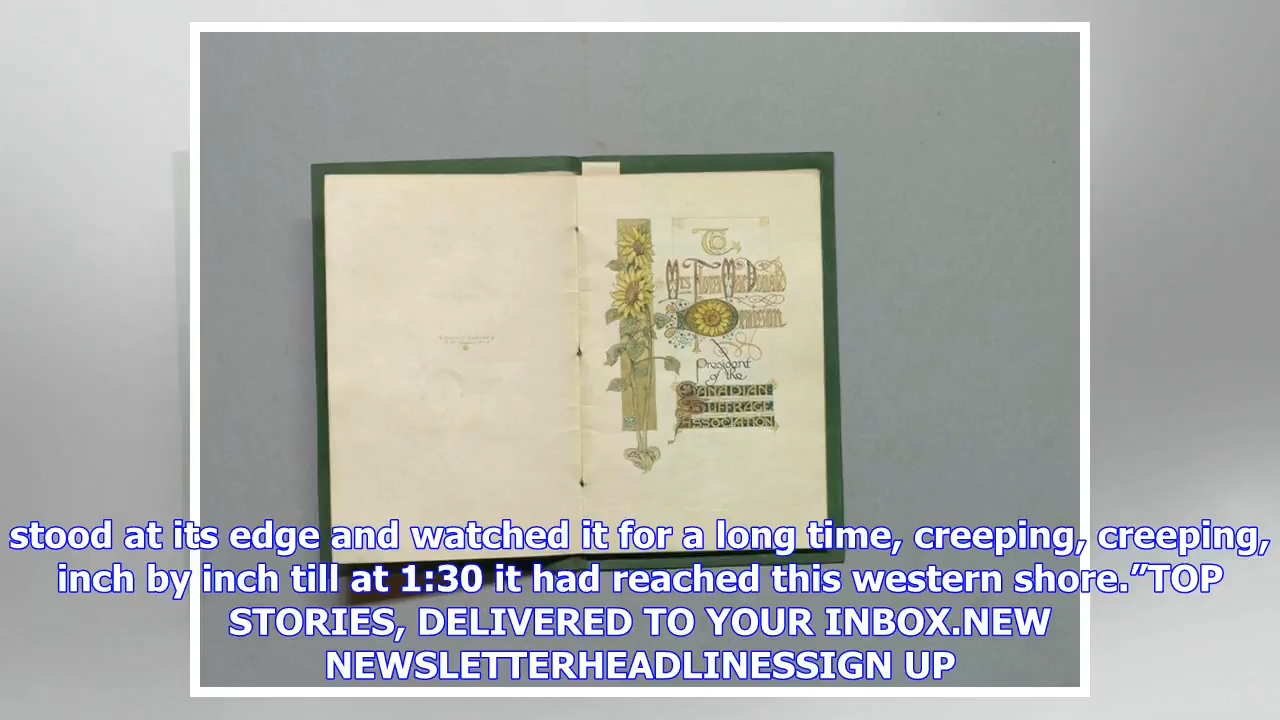 To
Mrs Flora MacDonald
Denison
President
of the
CANADIAN
SUFFRAGE
ASSOCIATION
stood at its edge and watched it for a long time, creeping, creeping,
inch by inch till at 1:30 it had reached this western shore.”TOP
STORIES, DELIVERED TO YOUR INBOX.NEW
NEWSLETTERHEADLINESSIGN UP